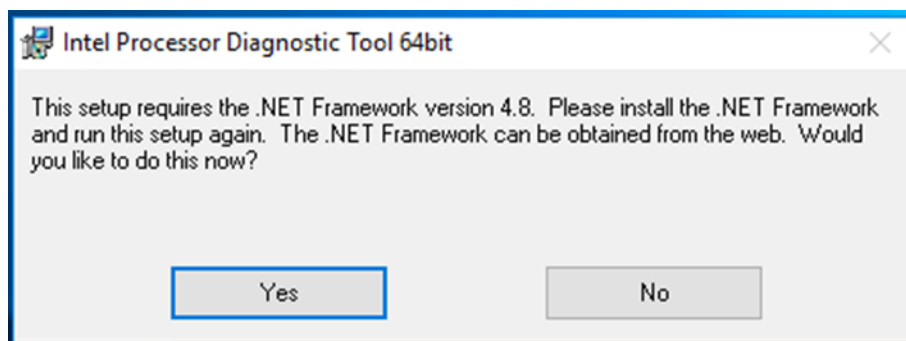 Intel Processor Diagnostic Tool 64bit
This setup requires the .NET Framework version 4.8.  Please install the .NET Framework
and run this setup again.  The .NET Framework can be obtained from the web.  Would
you like to do this now?
Yes
No